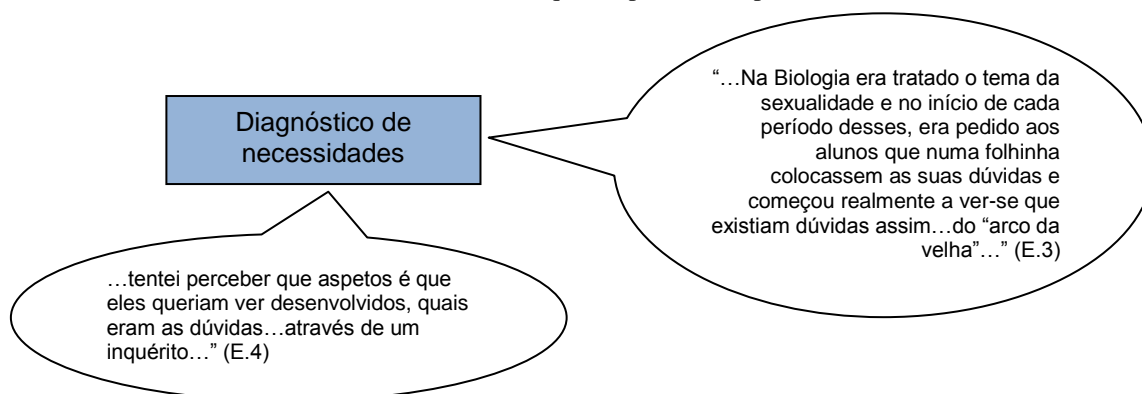 Diagnóstico de
necessidades
“…Na Biologia era tratado o tema da
sexualidade e no início de cada
período desses, era pedido aos
alunos que numa folhinha
colocassem as suas dúvidas e
começou realmente a ver-se que
existiam dúvidas assim…do “arco da
velha”…” (E.3)
…tentei perceber que aspetos é que
eles queriam ver desenvolvidos, quais
eram as dúvidas…através de um
inquérito…” (E.4)